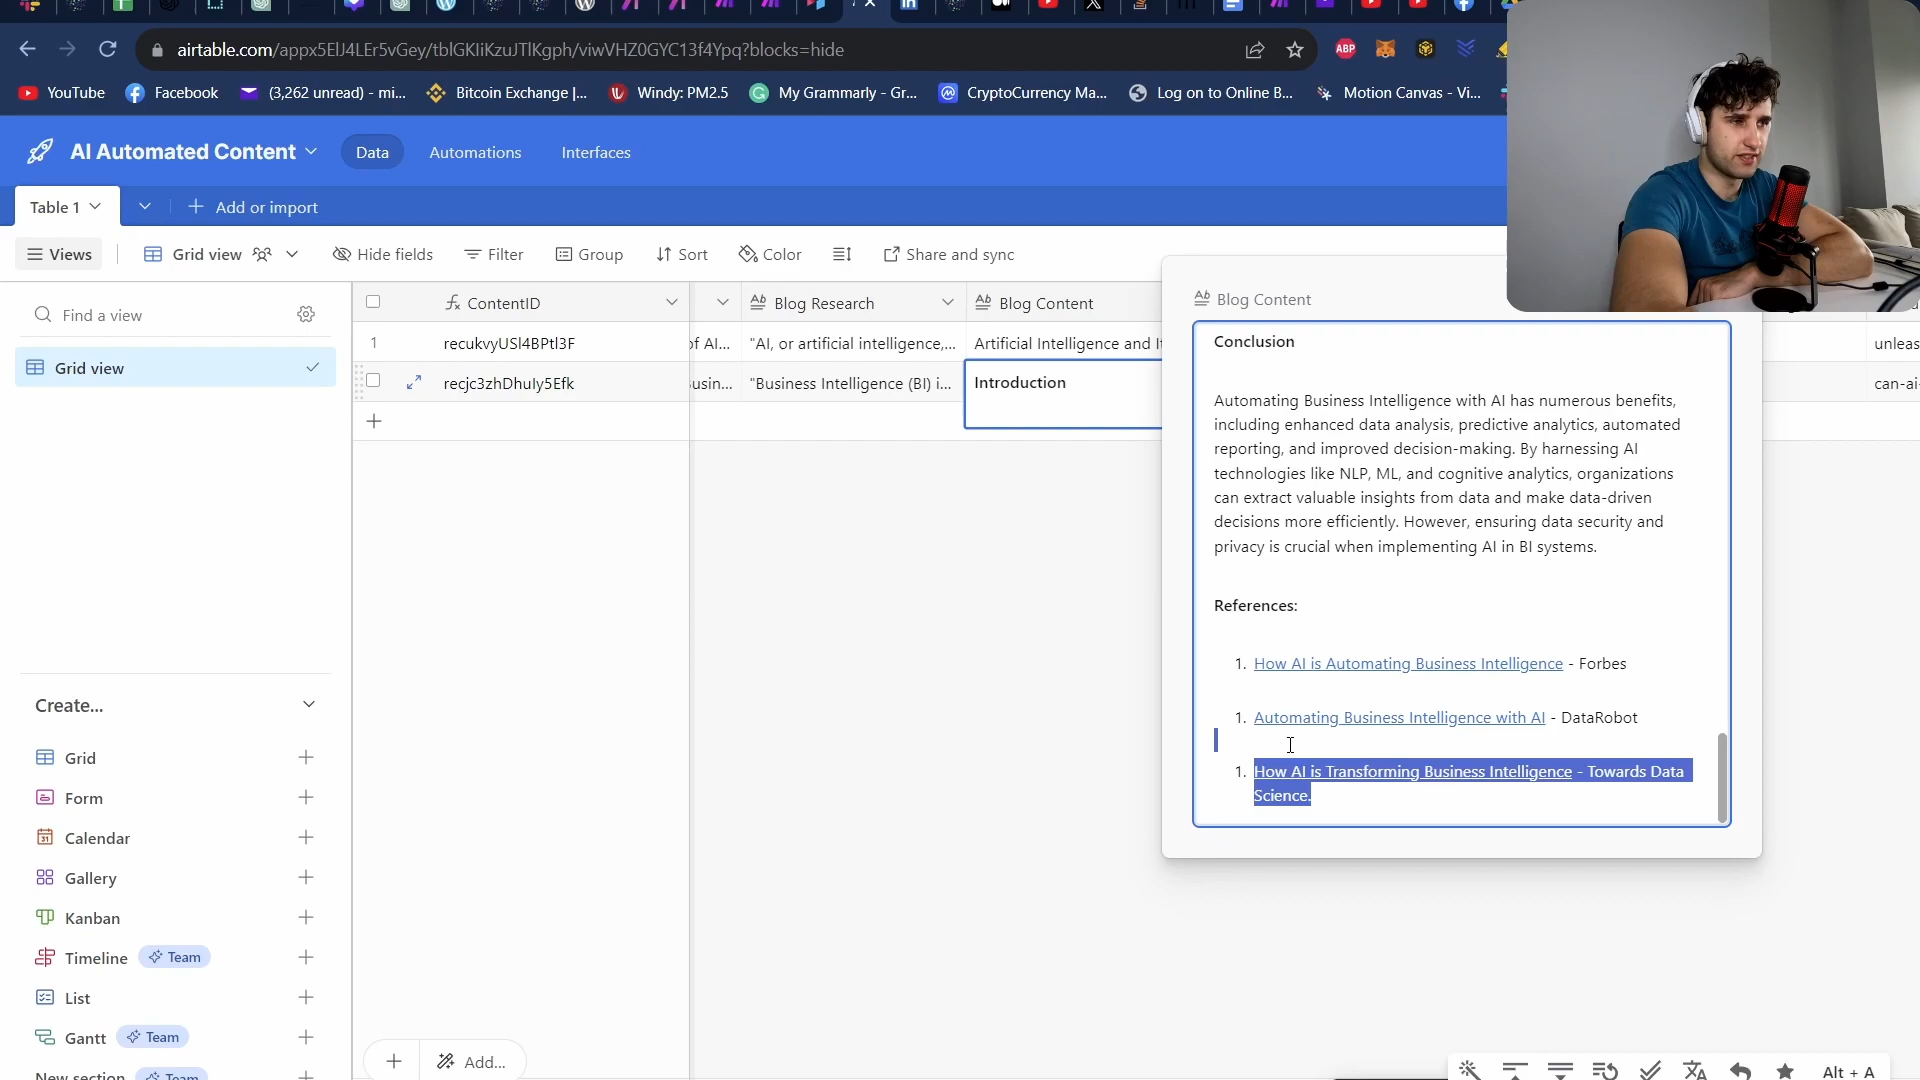 airtable.com/appx5ElJ4LEr5vGey/tblGKIiKzuJTlKgph/viwVHZ0GYC13f4Ypq?blocks=hide
ABP
YouTube
Facebook
(3,262 unread) - mi...
Bitcoin Exchange |...
Windy: PM2.5
My Grammarly - Gr...
CryptoCurrency Ma...
Log on to Online B...
Motion Canvas - Vi...
AI Automated Content
Data
Automations
Interfaces
Table 1
Add or import
Views
Grid view
Hide fields
Filter
Group
Sort
Color
Share and sync
Find a view
Grid view
ContentID
Blog Research
Blog Content
1
recukvyUSl4BPtl3F
of AI...
"AI, or artificial intelligence,...
Artificial Intelligence and It
unleas
recjc3zhDhuIy5Efk
usin...
"Business Intelligence (BI) i...
Introduction
can-ai-
Blog Content
Conclusion
Automating Business Intelligence with AI has numerous benefits,
including enhanced data analysis, predictive analytics, automated
reporting, and improved decision-making. By harnessing AI
technologies like NLP, ML, and cognitive analytics, organizations
can extract valuable insights from data and make data-driven
decisions more efficiently. However, ensuring data security and
privacy is crucial when implementing AI in BI systems.
References:
1. How AI is Automating Business Intelligence - Forbes
1. Automating Business Intelligence with AI - DataRobot
1. How AI is Transforming Business Intelligence - Towards Data
Science.
Create...
Grid
Form
Calendar
Gallery
Kanban
Timeline
Team
List
Gantt
Team
New section
Team
Add...
Alt + A